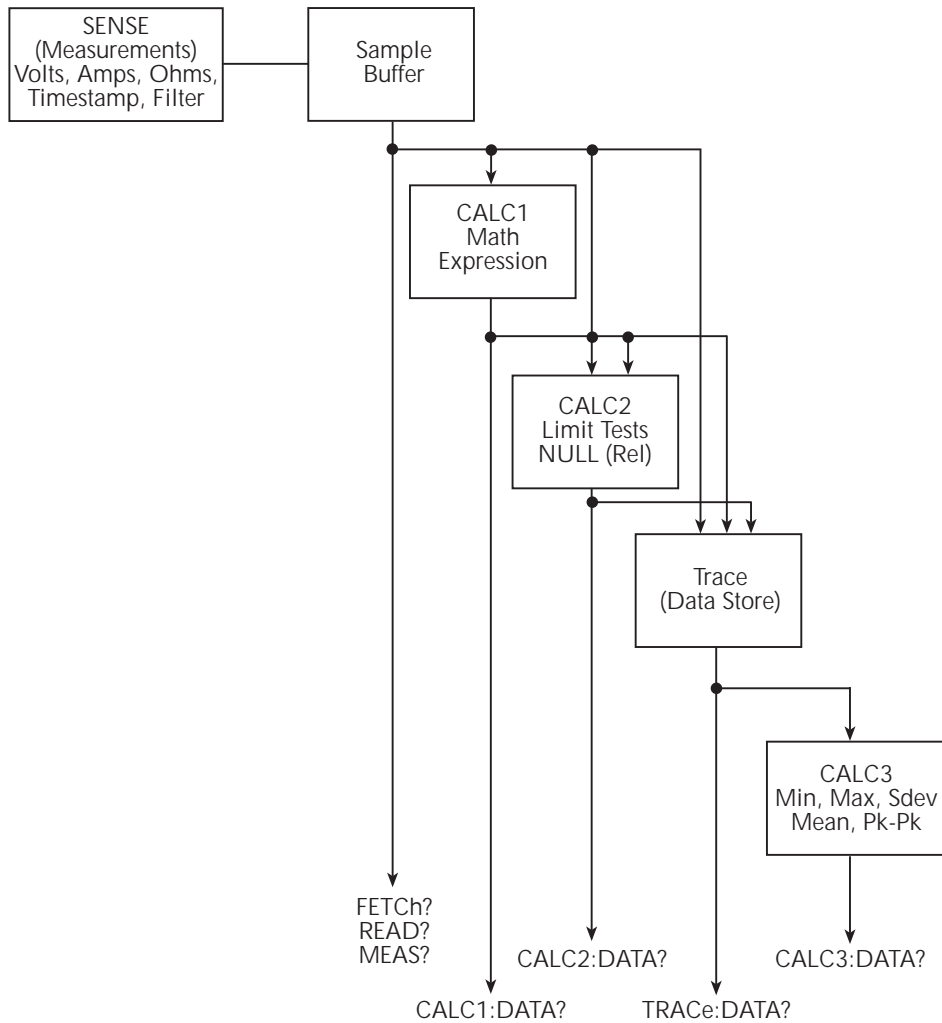 SENSE
(Measurements)
Volts, Amps, Ohms,
Timestamp, Filter
Sample
Buffer
CALC1
Math
Expression
CALC2
Limit Tests
NULL (Rel)
Trace
(Data Store)
CALC3
Min, Max, Sdev
Mean, Pk-Pk
FETCh?
READ?
MEAS?
CALC2:DATA?
CALC3:DATA?
CALC1:DATA?
TRACe:DATA?